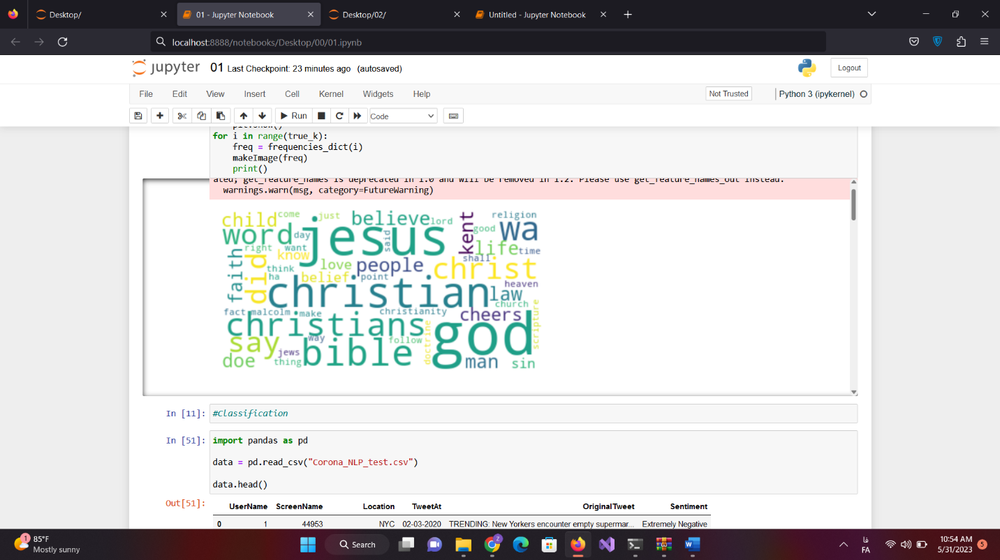 Desktop/
01 - Jupyter Notebook
Desktop/02/
Untitled - Jupyter Notebook
localhost:8888/notebooks/Desktop/00/01.ipynb
jupyter 01 Last Checkpoint: 23 minutes ago (autosaved)
Logout
File Edit View Insert Cell Kernel Widgets Help
Not Trusted
Python 3 (ipykernel)
Run
Code
plt.show()
for i in range(true_k):
freq = frequencies_dict(i)
makeImage(freq)
print()
ated; get_feature_names is deprecated in 1.0 and will be removed in 1.2. Please use get_feature_names_out instead.
warnings.warn(msg, category=FutureWarning)
child come just believe lord kent religion
word day jesus said good wa
right want life time
faith did know shall
think love people christ
ha belief point heaven
christian law
church
fact malcolm make christianity cheers scripture
christians god
say way bible follow doctrine
jews
doe thing man sin
In [11]: #Classification
In [51]: import pandas as pd
data = pd.read_csv("Corona_NLP_test.csv")
data.head()
Out[51]:
UserName ScreenName Location TweetAt OriginalTweet Sentiment
0 1 44953 NYC 02-03-2020 TRENDING: New Yorkers encounter empty supermar... Extremely Negative
1
85°F
Mostly sunny
Search
Z
فا
FA
10:54 AM
5/31/2023
5